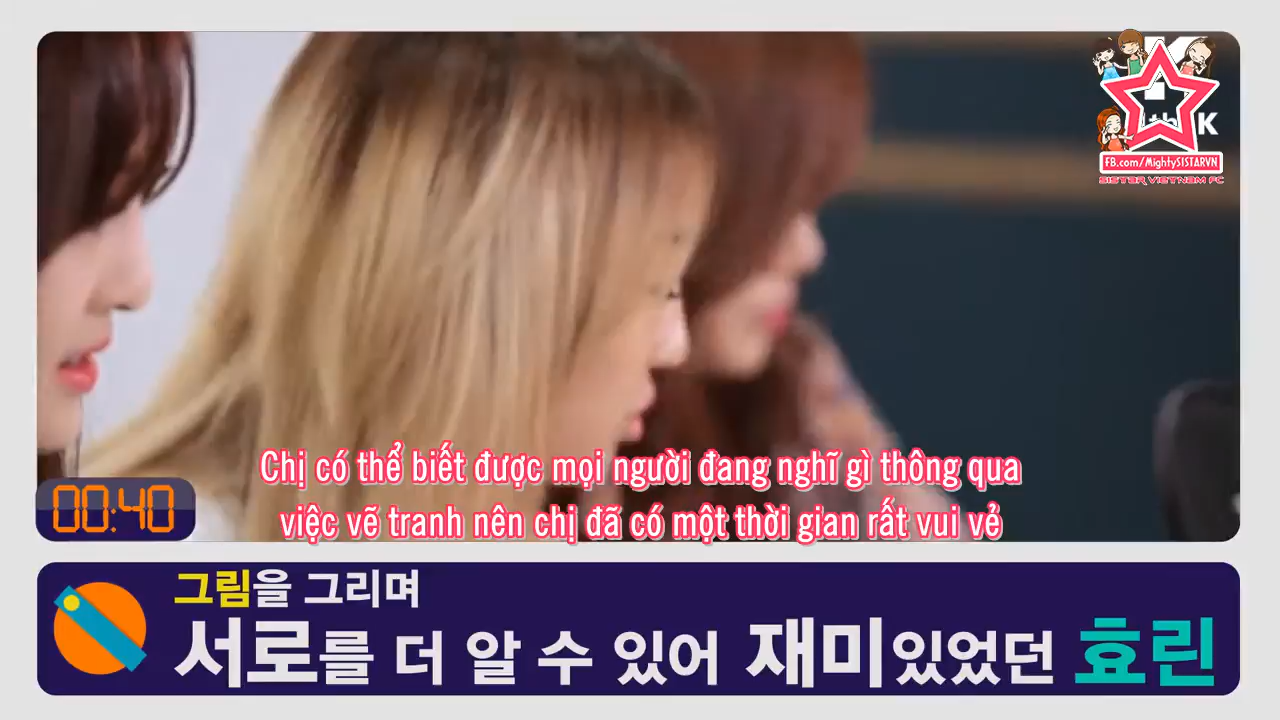 K
FB.com/MightySISTARVN
SISTAR VIETNAM FC
Chị có thể biết được mọi người đang nghĩ gì thông qua
việc vẽ tranh nên chị đã có một thời gian rất vui vẻ
00:40
그림을 그리며
서로를 더 알 수 있어 재미있었던 효린